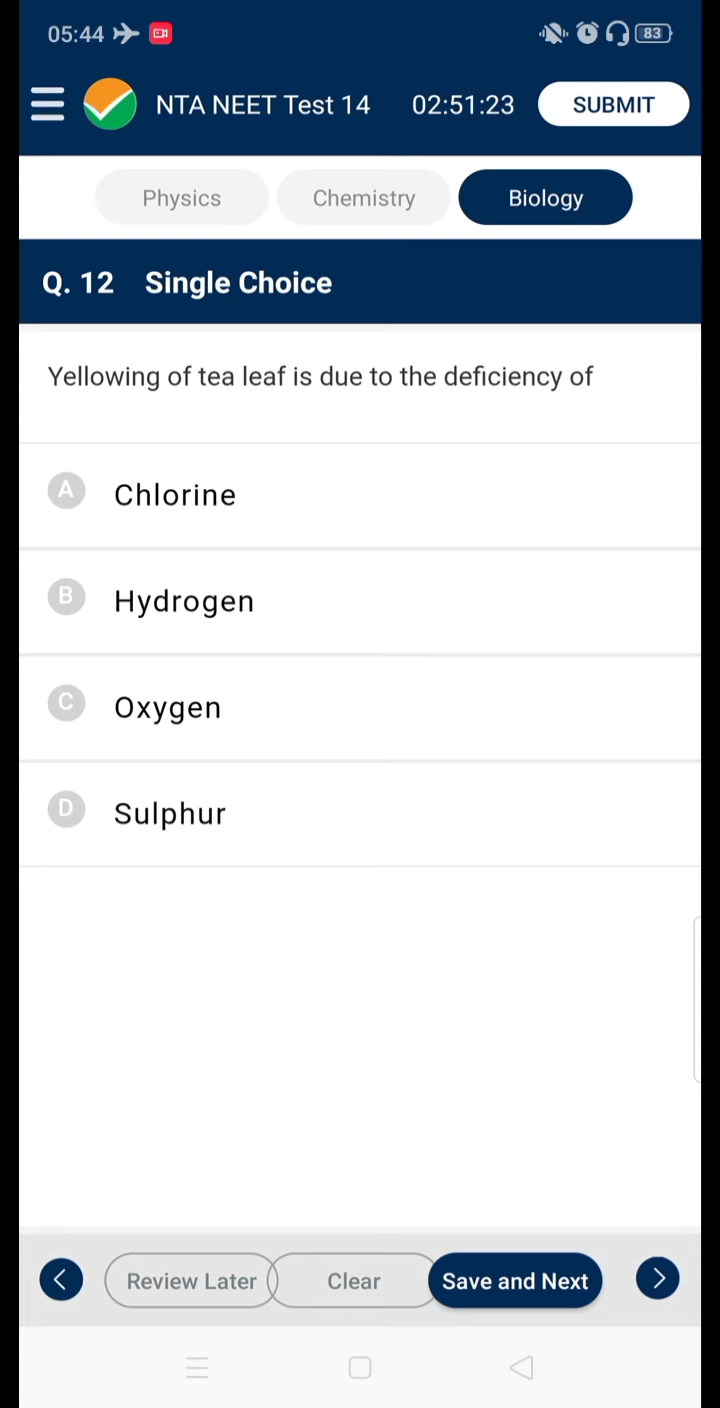 05:44 83
NTA NEET Test 14 02:51:23 SUBMIT
Physics Chemistry Biology
Q. 12 Single Choice
Yellowing of tea leaf is due to the deficiency of
A Chlorine
B Hydrogen
C Oxygen
D Sulphur
Review Later Clear Save and Next